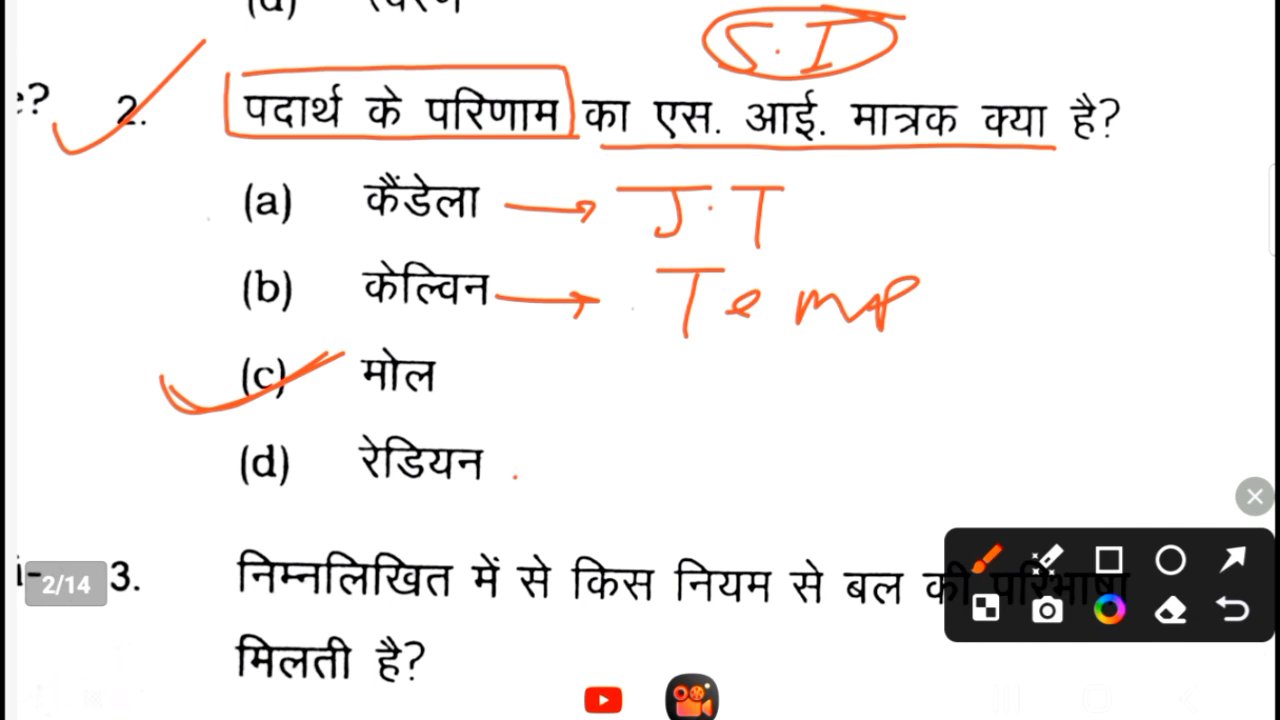 (d)
S.I
e? 2. पदार्थ के परिणाम का एस. आई. मात्रक क्या है?
(a) कैंडेला → J.T
(b) केल्विन → Temp
(c) मोल
(d) रेडियन
i- 2/14 3. निम्नलिखित में से किस नियम से बल की परिभाषा
मिलती है?